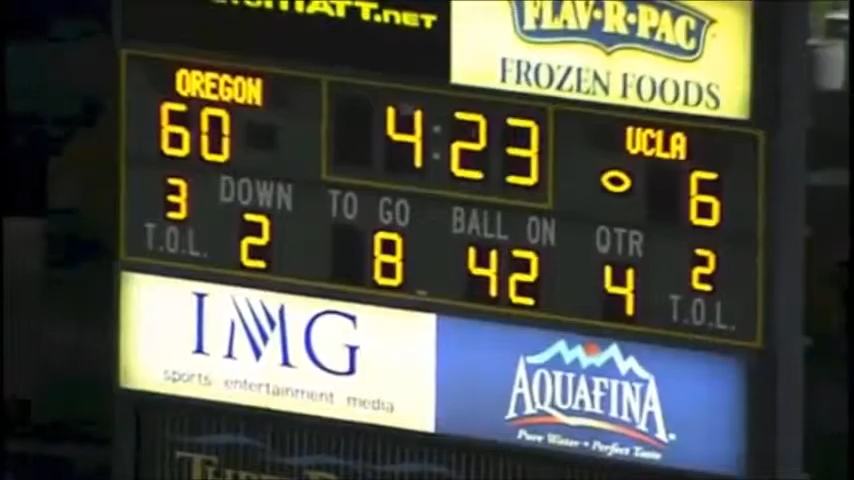 FLAV·R·PAC
FROZEN FOODS
OREGON 4:23 UCLA
60 6
3 DOWN TO GO BALL ON QTR 2
T.O.L. 2 8 42 4 T.O.L.
IMG AQUAFINA
sports entertainment media Pure Water · Perfect Taste